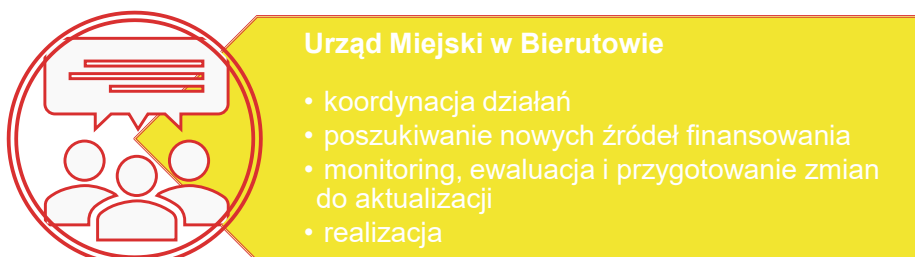 Urząd Miejski w Bierutowie
• koordynacja działań
• poszukiwanie nowych źródeł finansowania
• monitoring, ewaluacja i przygotowanie zmian
do aktualizacji
• realizacja